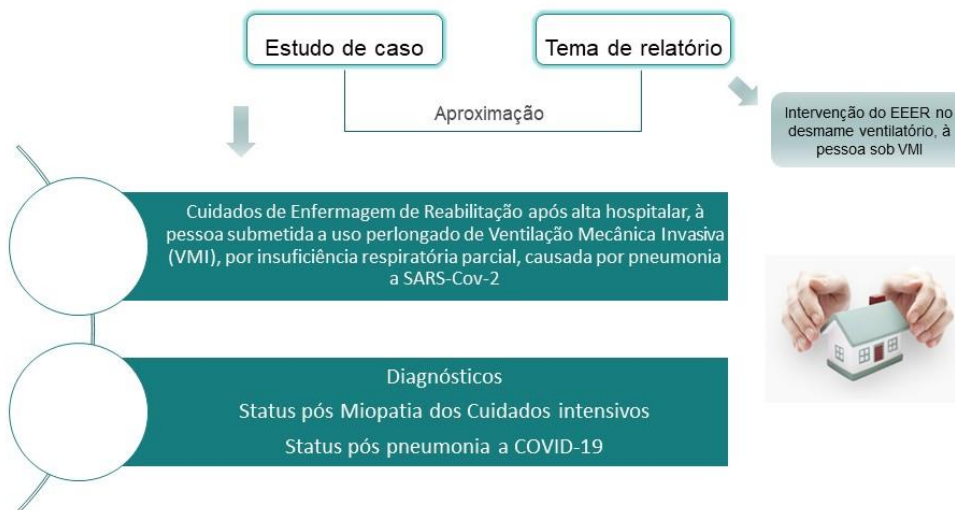 Estudo de caso
Tema de relatório
Aproximação
Intervenção do EEER no
desmame ventilatório, à
pessoa sob VMI
Cuidados de Enfermagem de Reabilitação após alta hospitalar, à
pessoa submetida a uso perlongado de Ventilação Mecânica Invasiva
(VMI), por insuficiência respiratória parcial, causada por pneumonia
a SARS-Cov-2
Diagnósticos
Status pós Miopatia dos Cuidados intensivos
Status pós pneumonia a COVID-19